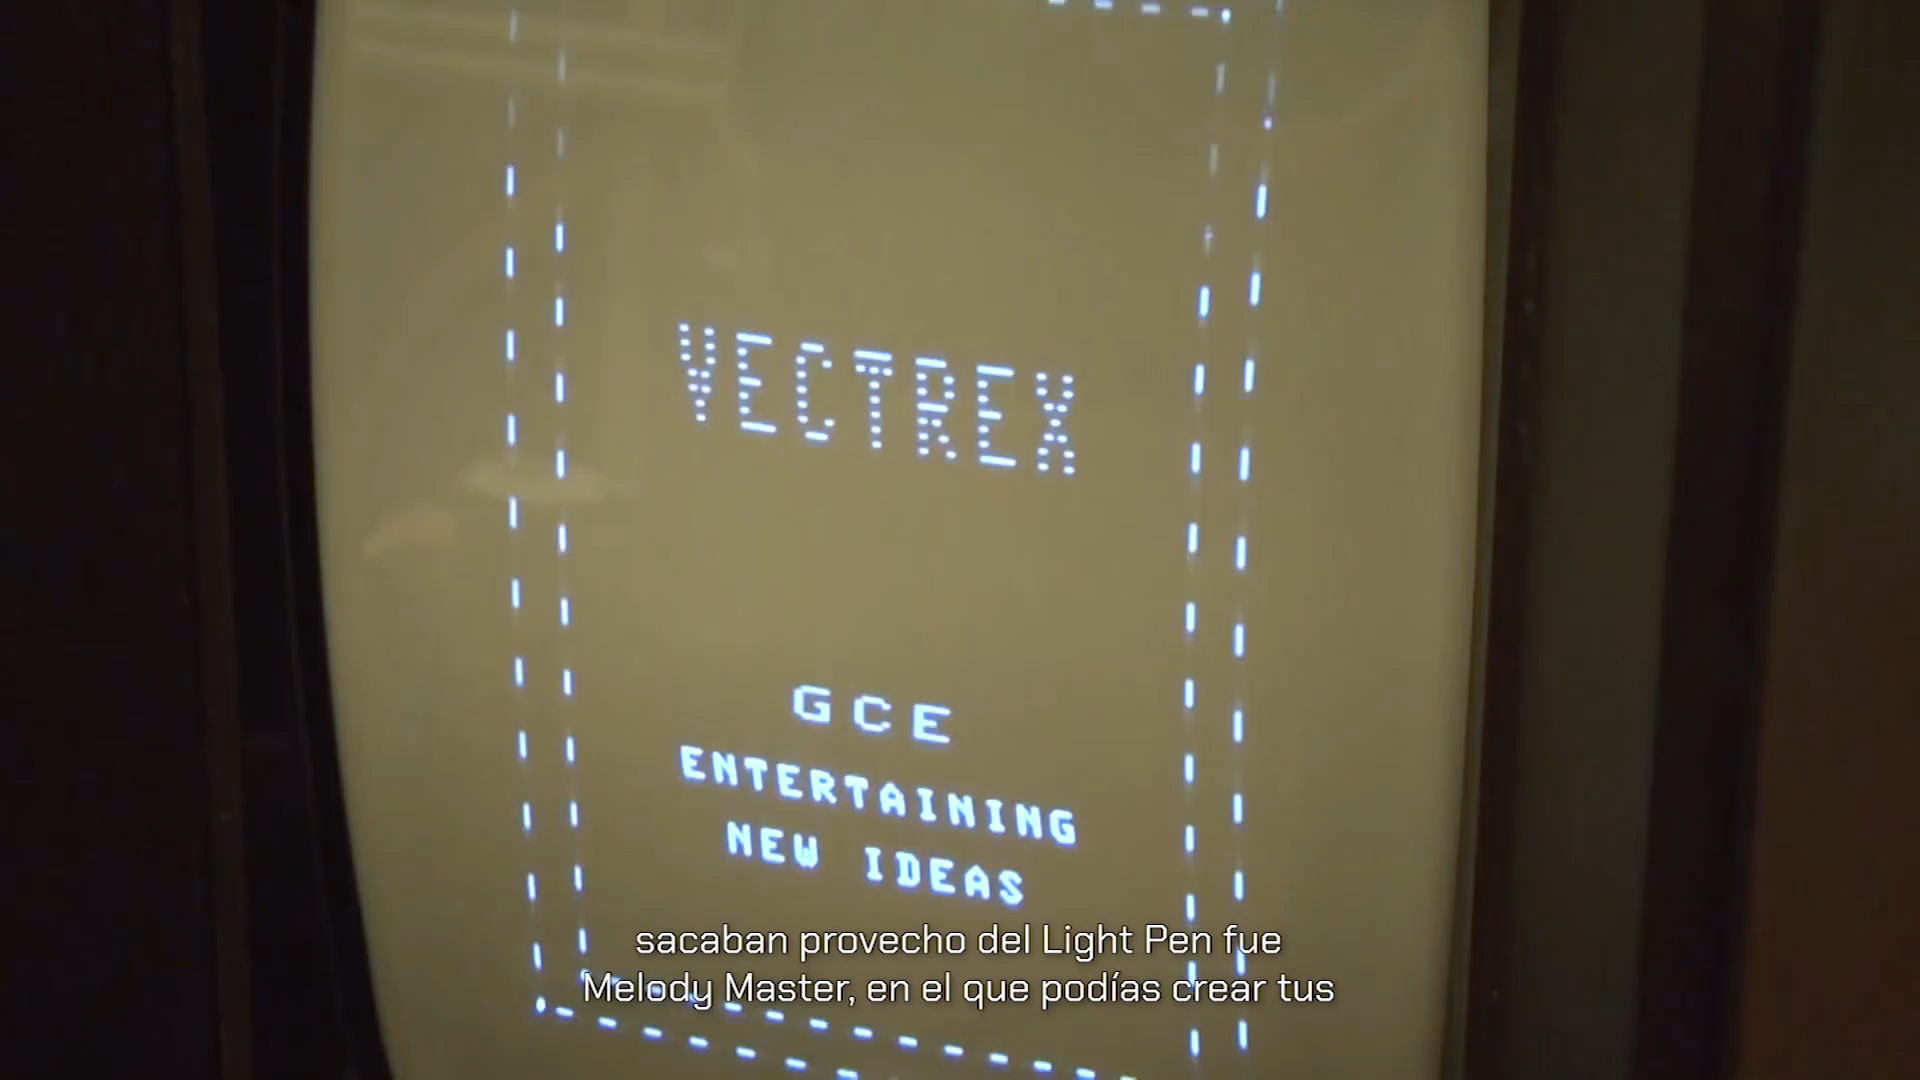 VECTREX
GCE
ENTERTAINING
NEW IDEAS
sacaban provecho del Light Pen fue
Melody Master, en el que podías crear tus